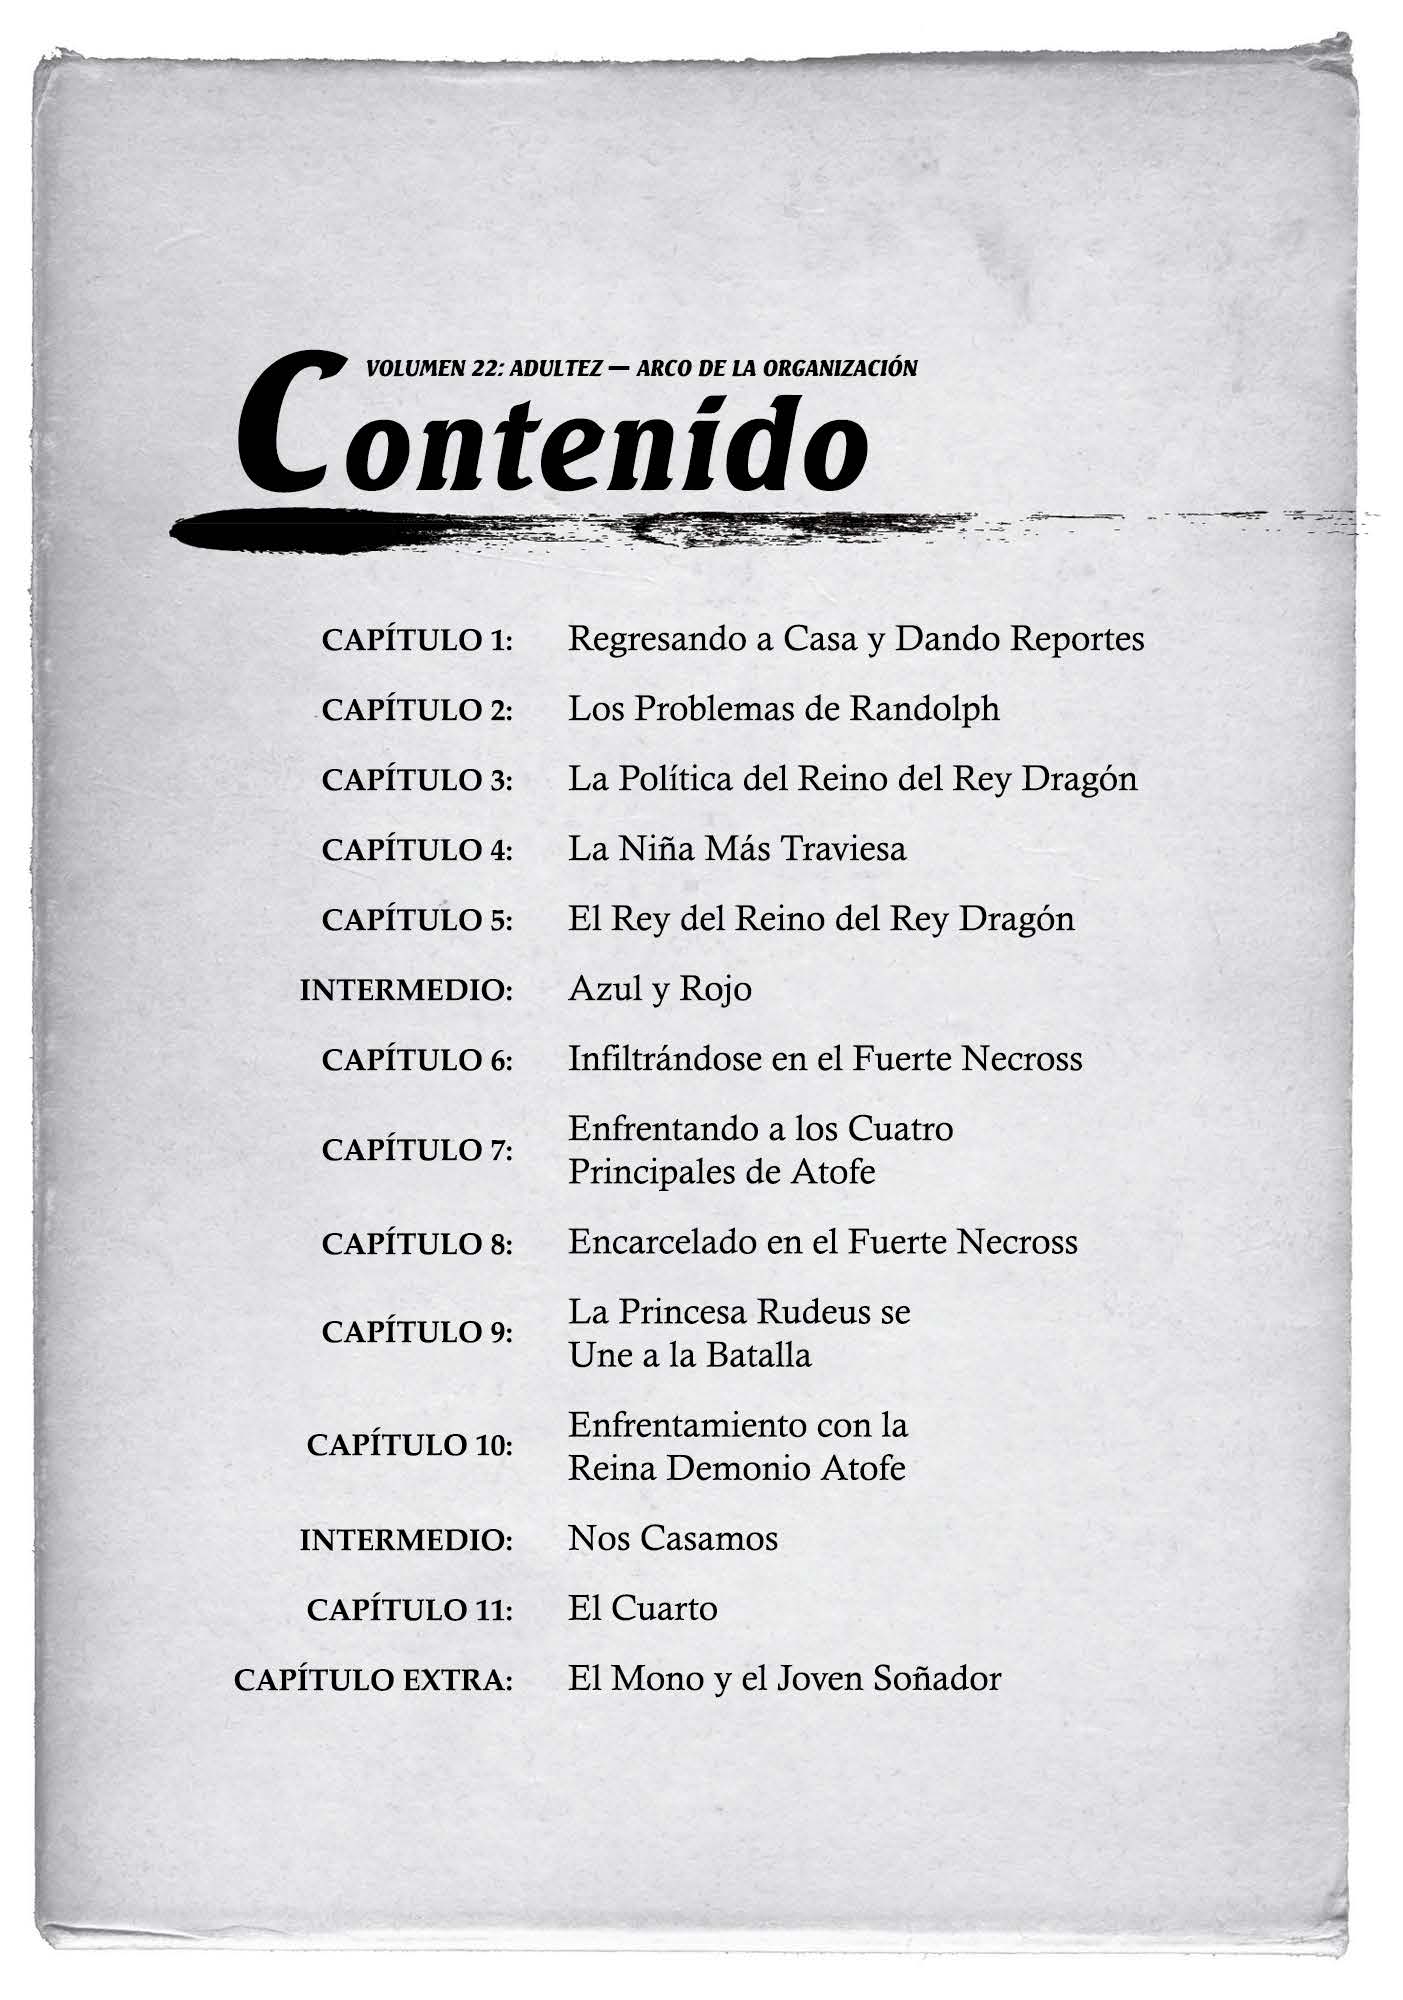 VOLUMEN 22: ADULTEZ — ARCO DE LA ORGANIZACIÓN
Contenido
CAPÍTULO 1: Regresando a Casa y Dando Reportes
CAPÍTULO 2: Los Problemas de Randolph
CAPÍTULO 3: La Política del Reino del Rey Dragón
CAPÍTULO 4: La Niña Más Traviesa
CAPÍTULO 5: El Rey del Reino del Rey Dragón
INTERMEDIO: Azul y Rojo
CAPÍTULO 6: Infiltrándose en el Fuerte Necross
CAPÍTULO 7: Enfrentando a los Cuatro
Principales de Atofe
CAPÍTULO 8: Encarcelado en el Fuerte Necross
CAPÍTULO 9: La Princesa Rudeus se
Une a la Batalla
CAPÍTULO 10: Enfrentamiento con la
Reina Demonio Atofe
INTERMEDIO: Nos Casamos
CAPÍTULO 11: El Cuarto
CAPÍTULO EXTRA: El Mono y el Joven Soñador